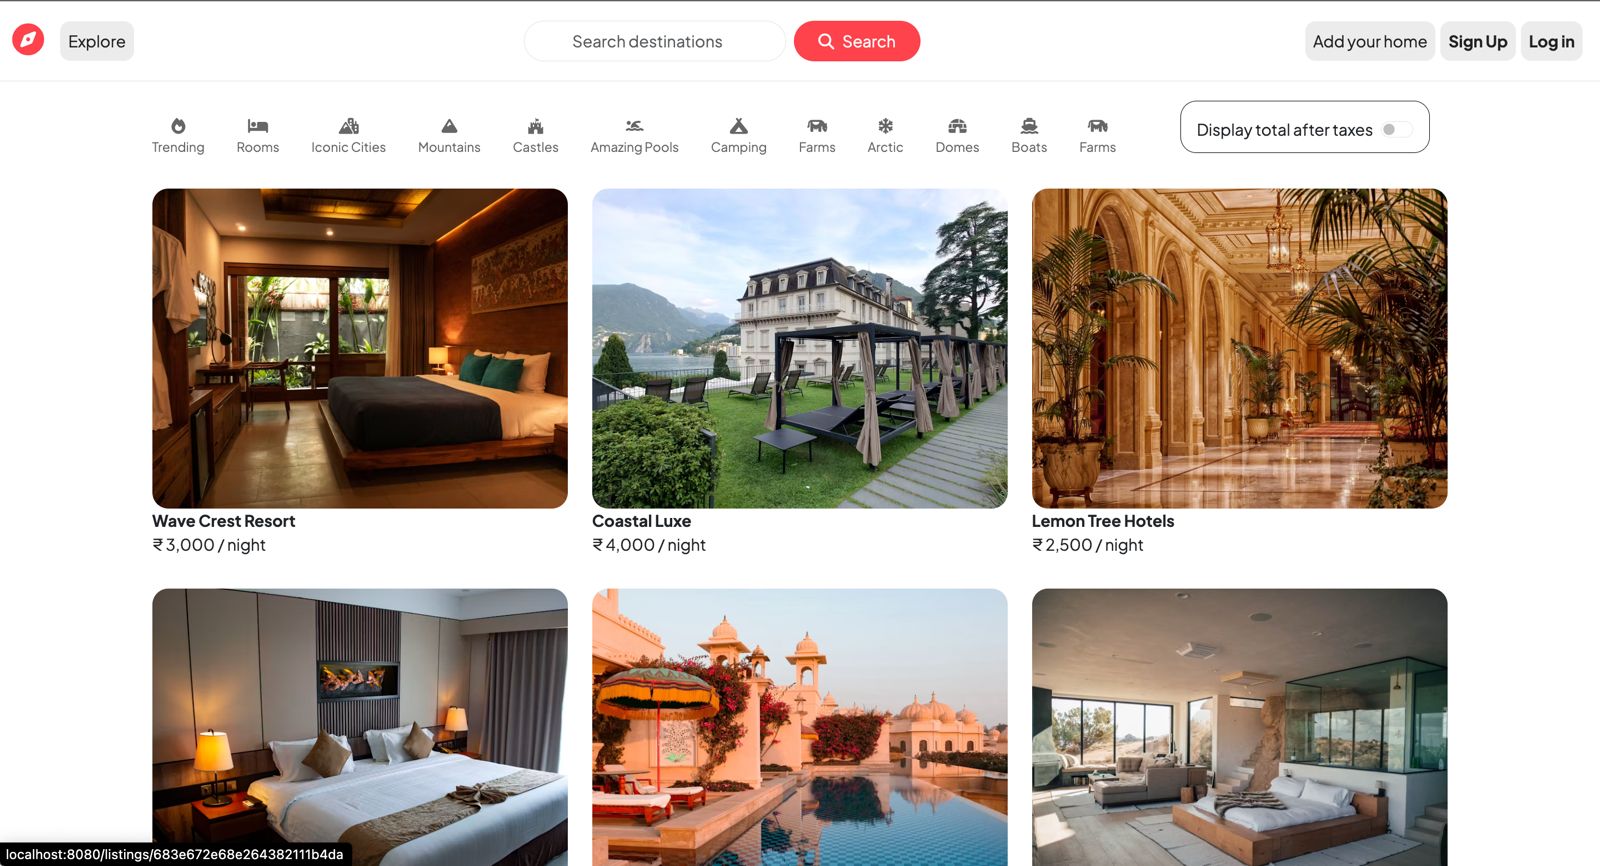 Explore
Search destinations
Search
Add your home
Sign Up
Log in
Trending
Rooms
Iconic Cities
Mountains
Castles
Amazing Pools
Camping
Farms
Arctic
Domes
Boats
Farms
Display total after taxes
Wave Crest Resort
₹ 3,000 / night
Coastal Luxe
₹ 4,000 / night
Lemon Tree Hotels
₹ 2,500 / night
localhost:8080/listings/683e672e68e264382111b4da